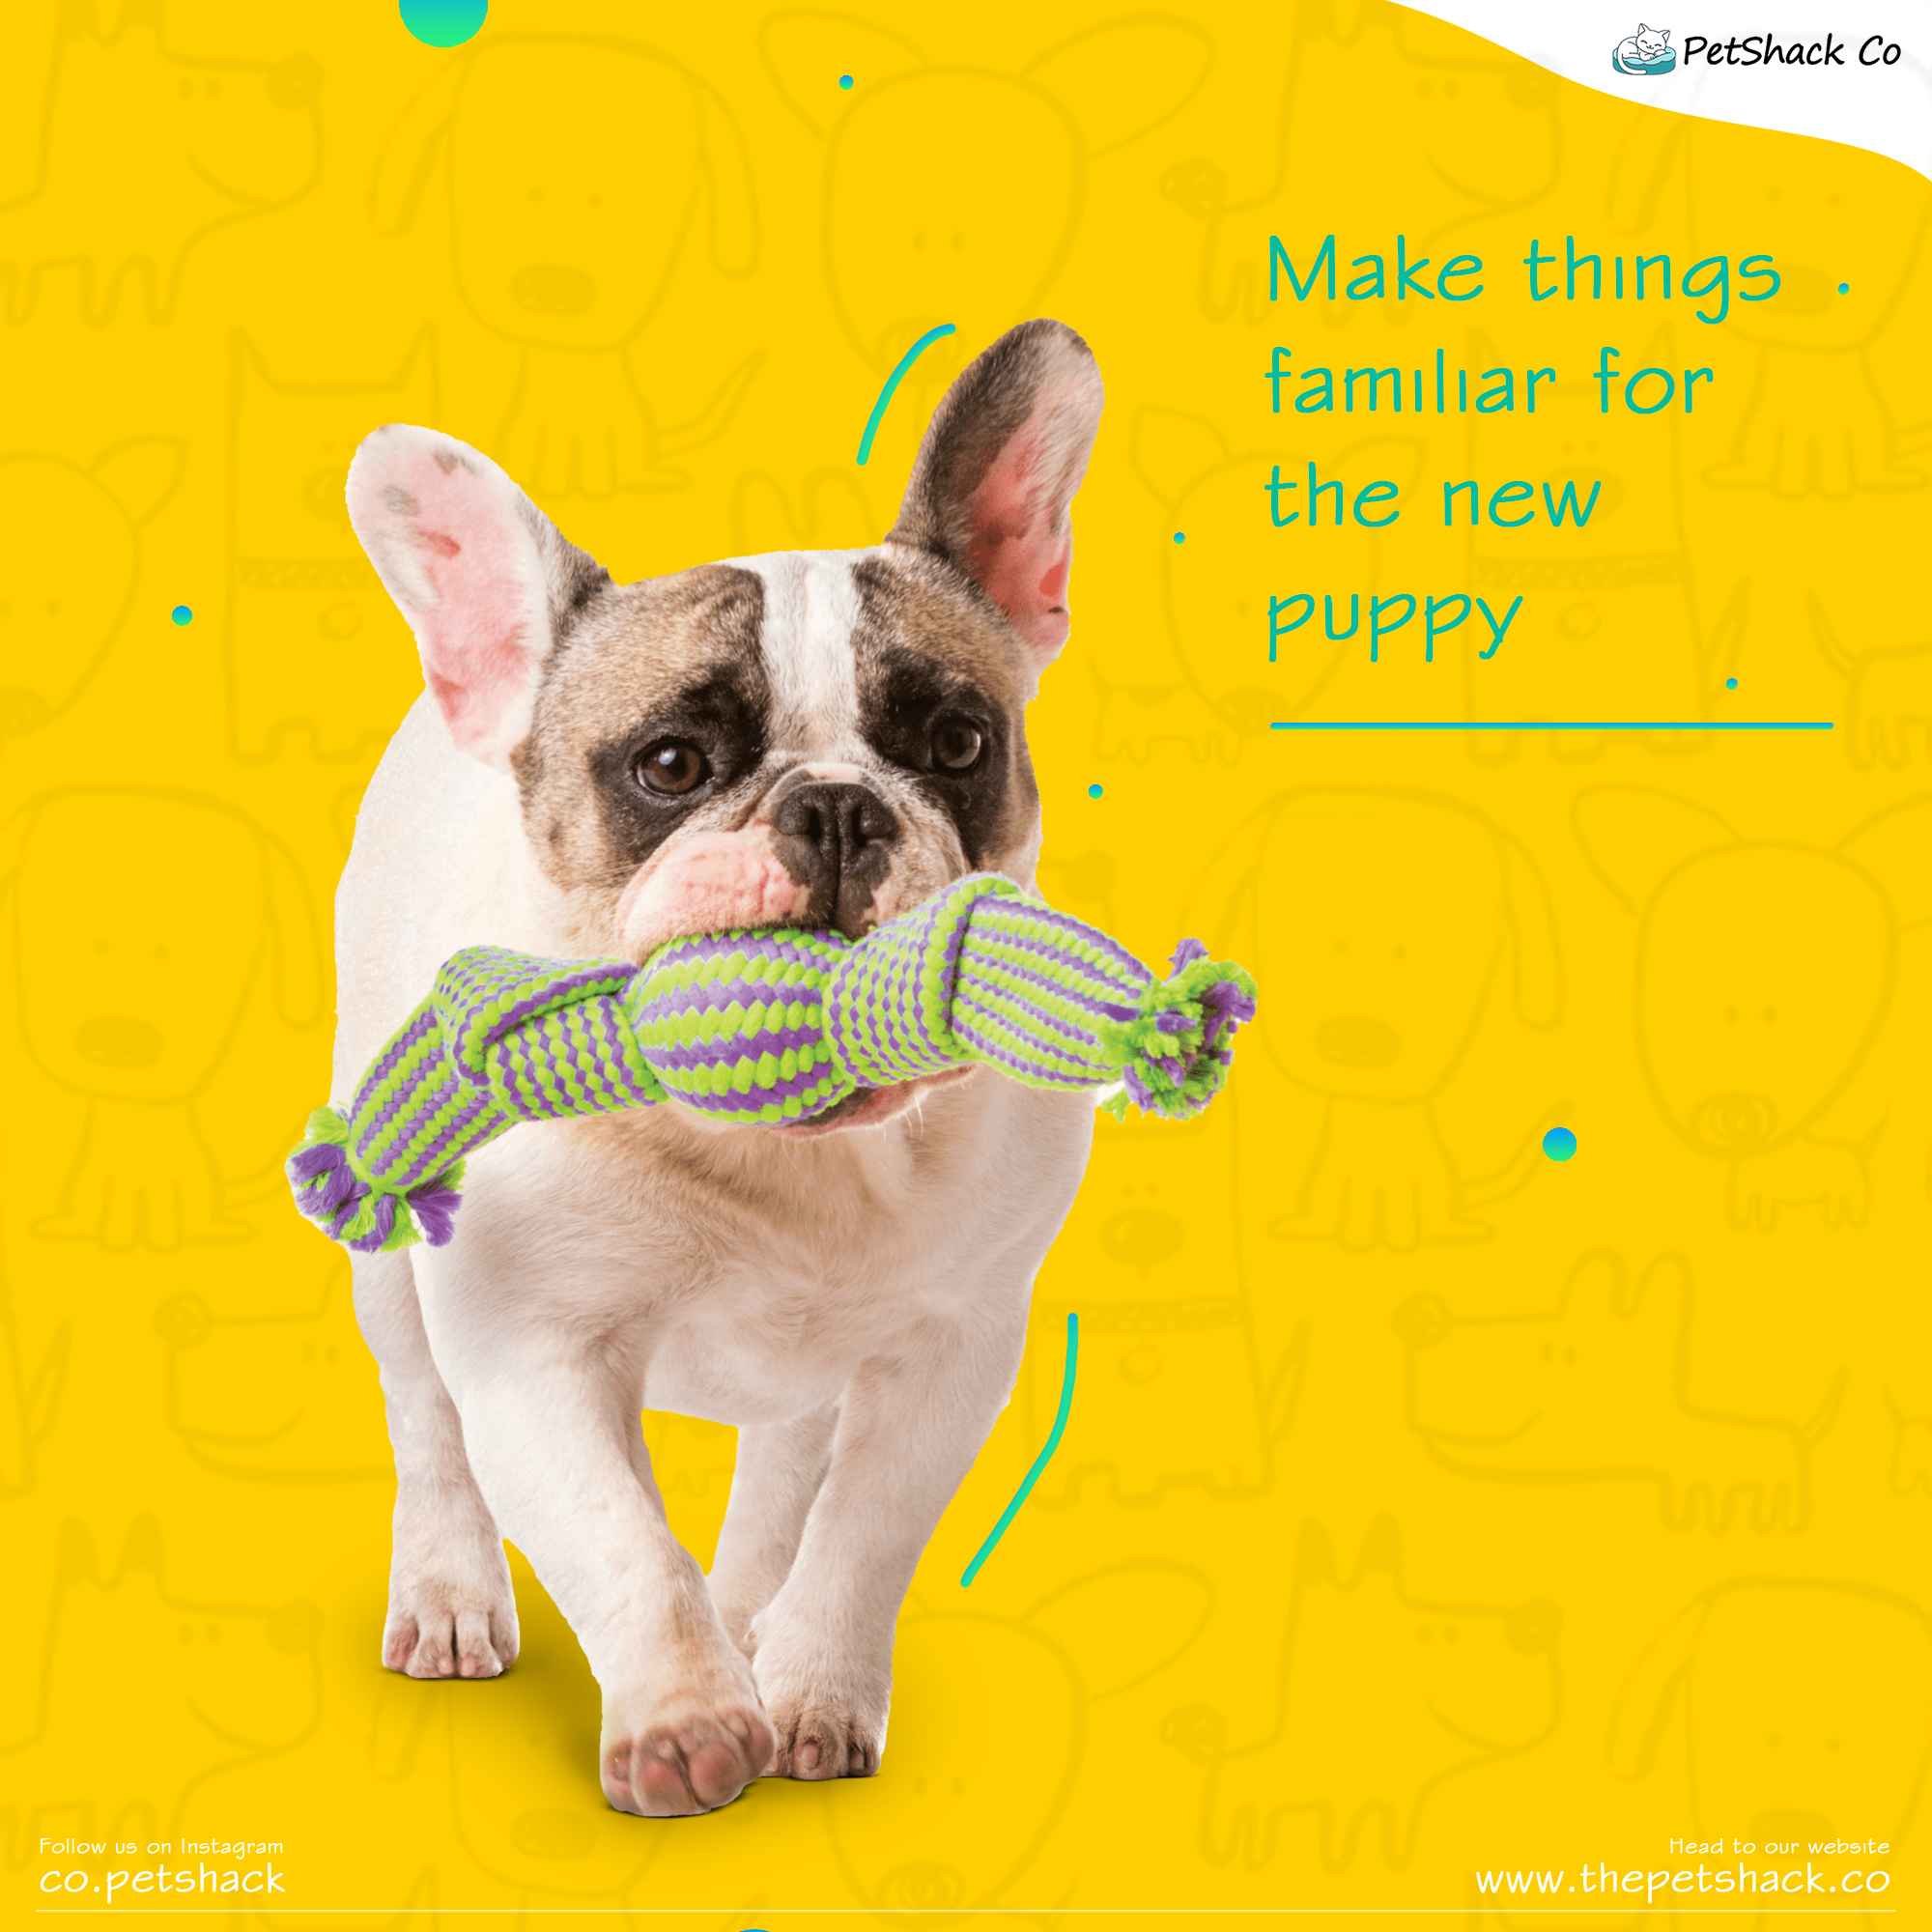 PetShack Co
Make things
familiar for
the new
puppy
Follow us on Instagram
co.petshack
Head to our website
www.thepetshack.co